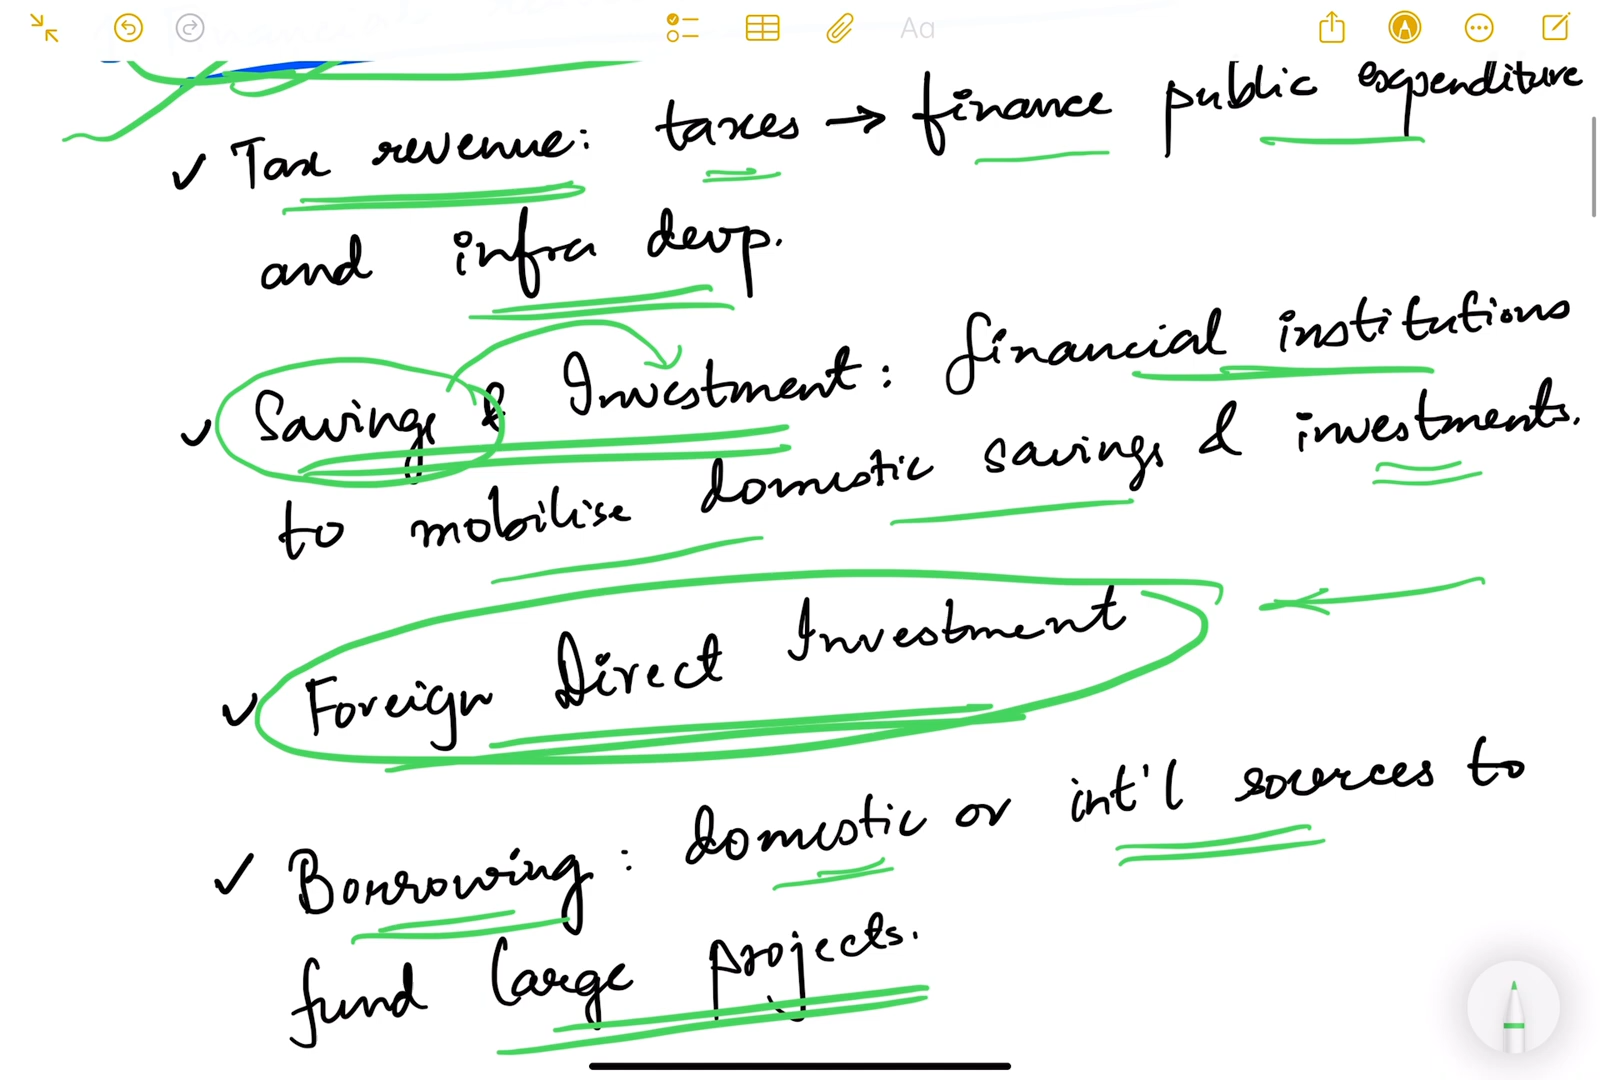 Aa
Tax revenue: taxes → finance public expenditure
and infra devp.
Savings & Investment: financial institutions
to mobilise domestic savings & investments.
Foreign Direct Investment
Borrowing: domestic or int'l sources to
fund large projects.